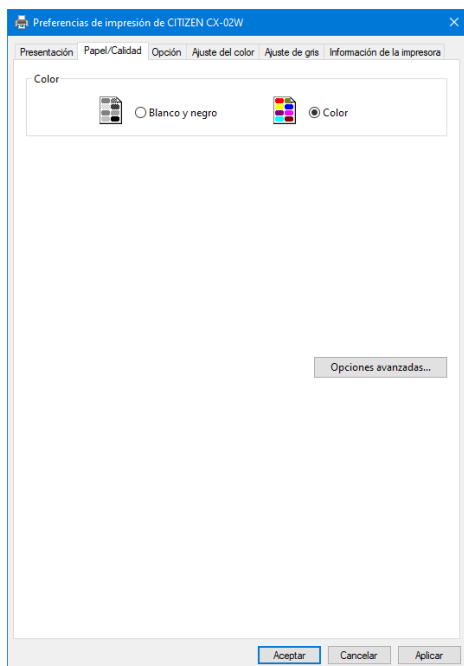 Preferencias de impresión de CITIZEN CX-02W
Presentación Papel/Calidad Opción Ajuste del color Ajuste de gris Información de la impresora
Color
Blanco y negro Color
Opciones avanzadas...
Aceptar Cancelar Aplicar